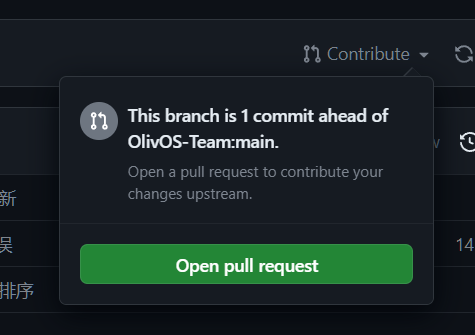 Contribute
This branch is 1 commit ahead of
OlivOS-Team:main.
Open a pull request to contribute your
changes upstream.
Open pull request
w
新
误
14
排序